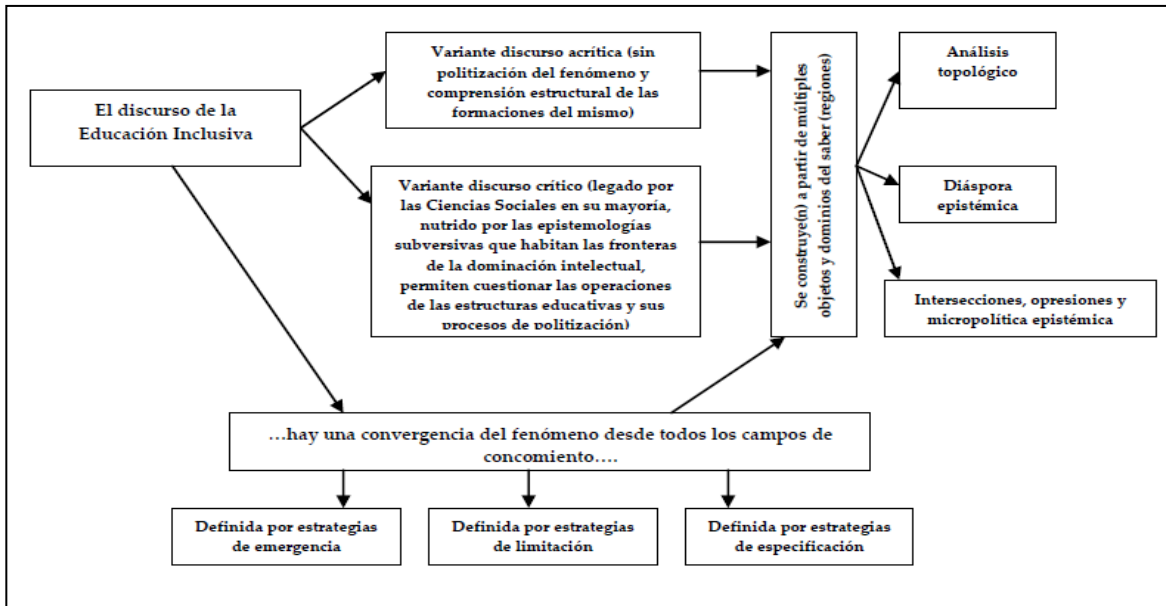 El discurso de la
Educación Inclusiva
Variante discurso acrítica (sin
politización del fenómeno y
comprensión estructural de las
formaciones del mismo)
Variante discurso crítico (legado por
las Ciencias Sociales en su mayoría,
nutrido por las epistemologías
subversivas que habitan las fronteras
de la dominación intelectual,
permiten cuestionar las operaciones
de las estructuras educativas y sus
procesos de politización)
Se construye(n) a partir de múltiples
objetos y dominios del saber (regiones)
Análisis
topológico
Diáspora
epistémica
Intersecciones, opresiones y
micropolítica epistémica
…hay una convergencia del fenómeno desde todos los campos de
concomiento….
Definida por estrategias
de emergencia
Definida por estrategias
de limitación
Definida por estrategias
de especificación